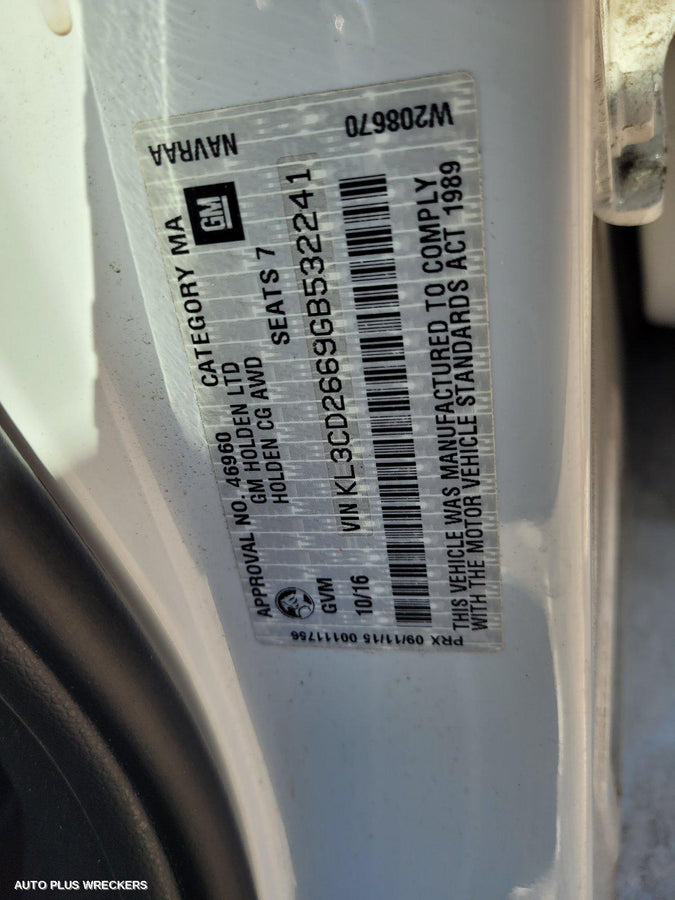 APPROVAL NO. 46960 CATEGORY MA
GM HOLDEN LTD
HOLDEN CG AWD
GVM SEATS 7
GM
10/16 VIN KL3CD2669GB532241
THIS VEHICLE WAS MANUFACTURED TO COMPLY
WITH THE MOTOR VEHICLE STANDARDS ACT 1989
NAVRAA W208670
PRX 09/11/15 00111756
AUTO PLUS WRECKERS